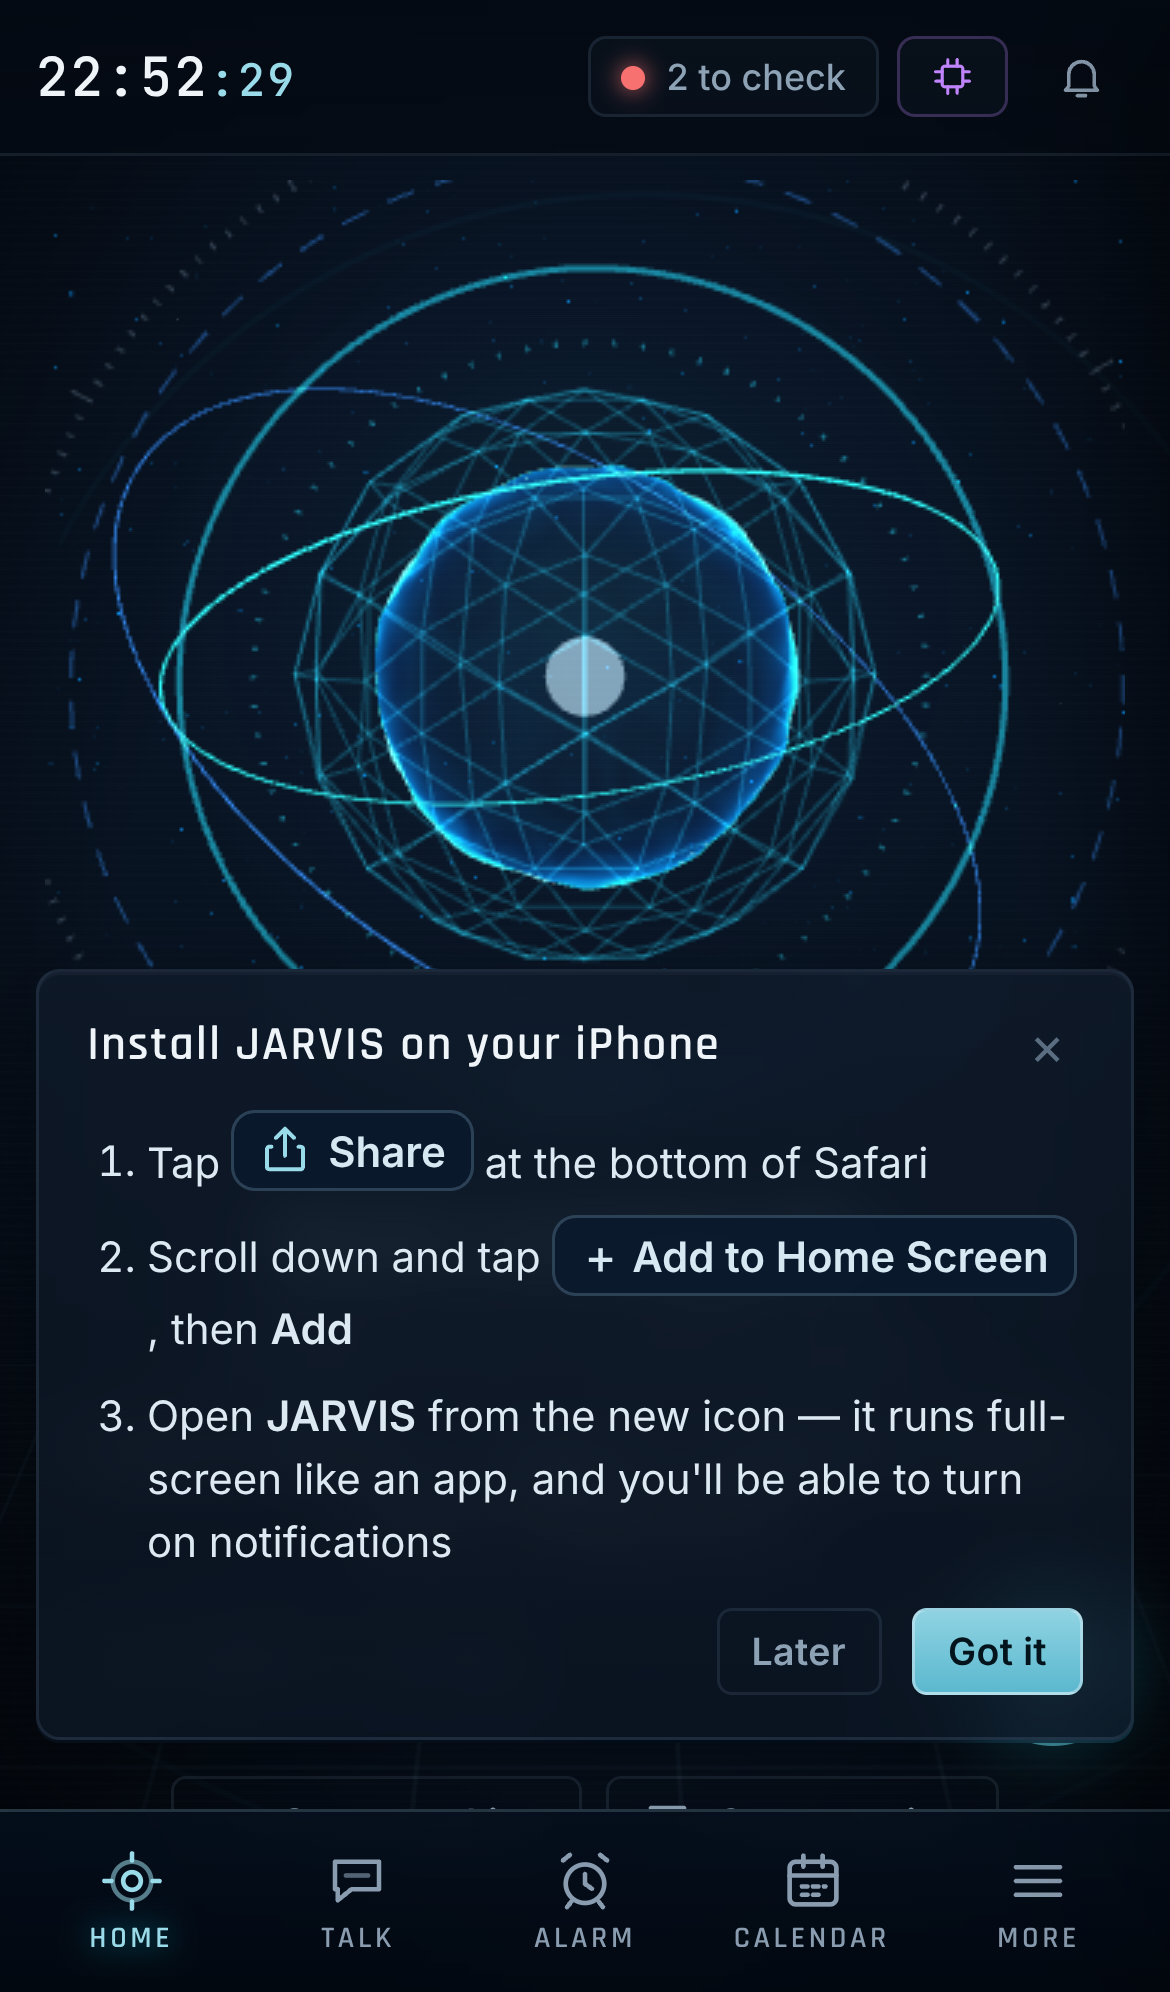 22:52:29
2 to check
Install JARVIS on your iPhone
1. Tap Share at the bottom of Safari
2. Scroll down and tap + Add to Home Screen
, then Add
3. Open JARVIS from the new icon — it runs full-
screen like an app, and you'll be able to turn
on notifications
Later
Got it
HOME
TALK
ALARM
CALENDAR
MORE